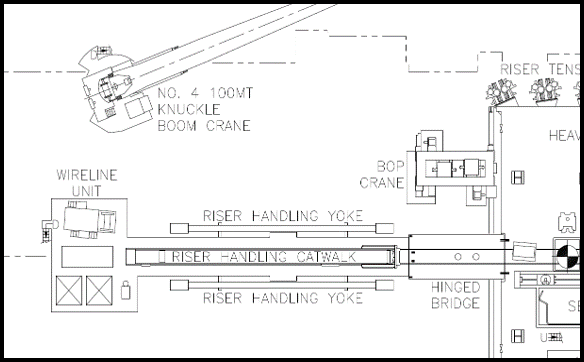 RISER TENS
NO. 4 100MT
KNUCKLE
BOOM CRANE
HEAV
BOP
CRANE
WIRELINE
UNIT
RISER HANDLING YOKE
RISER HANDLING CATWALK
HINGED
BRIDGE
RISER HANDLING YOKE
SE